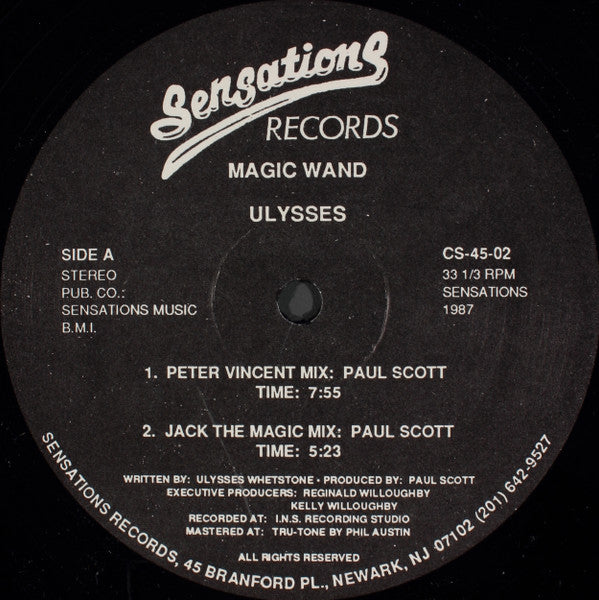 Sensations
RECORDS
MAGIC WAND
ULYSSES
SIDE A
STEREO
PUB. CO.:
SENSATIONS MUSIC
B.M.I.
CS-45-02
33 1/3 RPM
SENSATIONS
1987
1. PETER VINCENT MIX: PAUL SCOTT
TIME: 7:55
2. JACK THE MAGIC MIX: PAUL SCOTT
TIME: 5:23
WRITTEN BY: ULYSSES WHETSTONE • PRODUCED BY: PAUL SCOTT
EXECUTIVE PRODUCERS: REGINALD WILLOUGHBY
KELLY WILLOUGHBY
RECORDED AT: I.N.S. RECORDING STUDIO
MASTERED AT: TRU-TONE BY PHIL AUSTIN
ALL RIGHTS RESERVED
SENSATIONS RECORDS, 45 BRANFORD PL., NEWARK, NJ 07102 (201) 642-9527